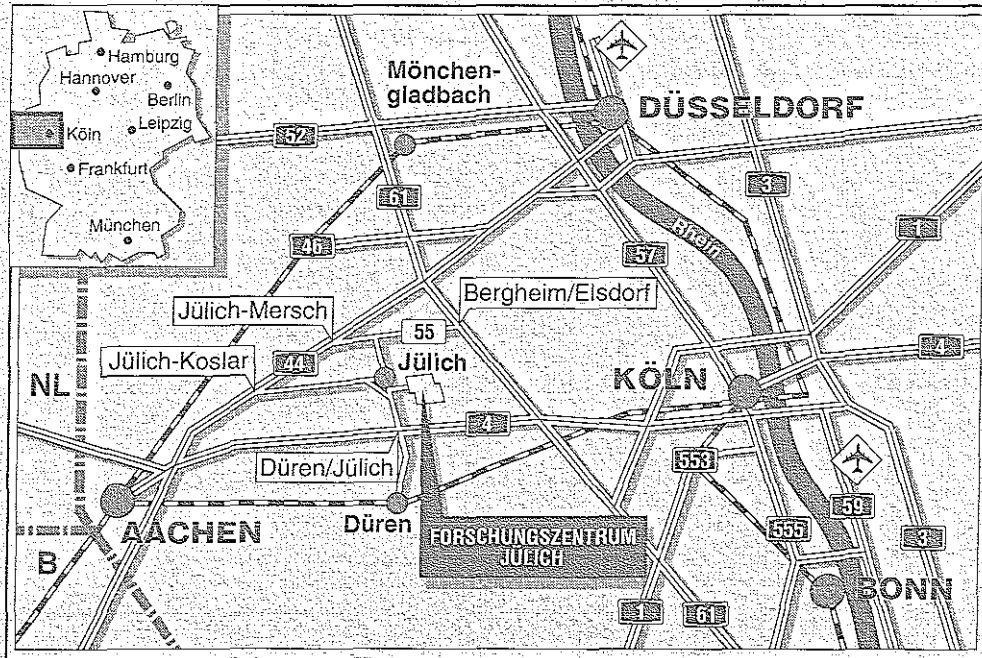 Hamburg
Hannover
Berlin
Leipzig
Köln
Frankfurt
München
Mönchen-
gladbach
DÜSSELDORF
52
61
3
1
46
57
Rhein
Bergheim/Elsdorf
Jülich-Mersch
55
Jülich-Koslar
44
Jülich
NL
KÖLN
4
4
Düren/Jülich
553
AACHEN
Düren
B
FORSCHUNGSZENTRUM
JÜLICH
59
555
3
BONN
1
61